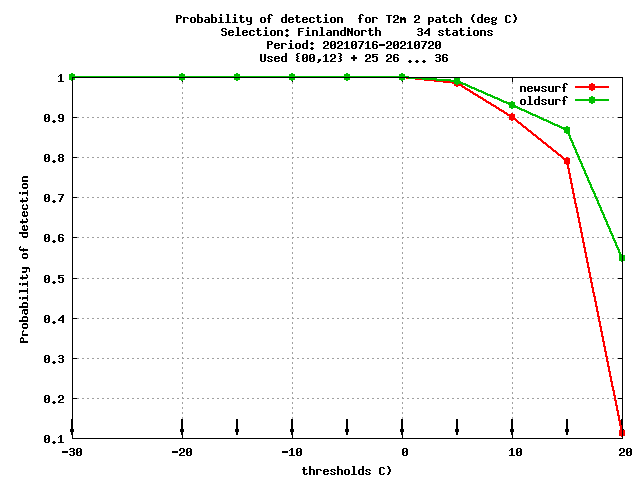 Probability of detection  for T2m 2 patch (deg C)
Selection: FinlandNorth     34 stations
Period: 20210716-20210720
Used {00,12} + 25 26 ... 36
newsurf
oldsurf
Probability of detection
1
0.9
0.8
0.7
0.6
0.5
0.4
0.3
0.2
0.1
-30 -20 -10 0 10 20
thresholds C)